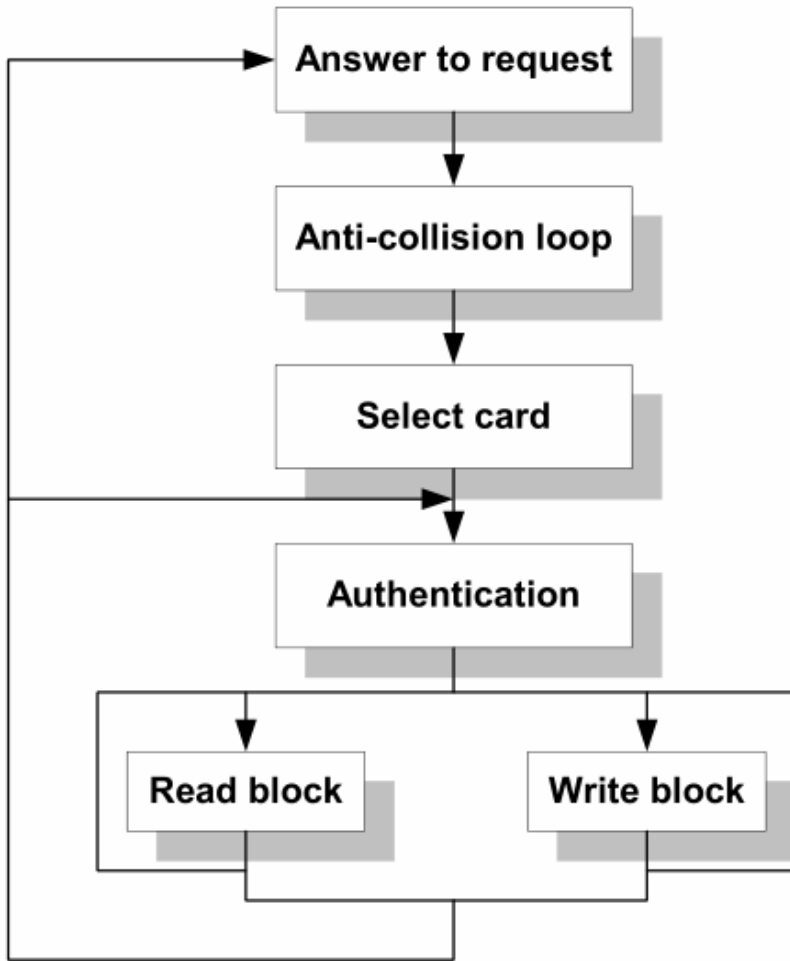 Answer to request
Anti-collision loop
Select card
Authentication
Read block
Write block